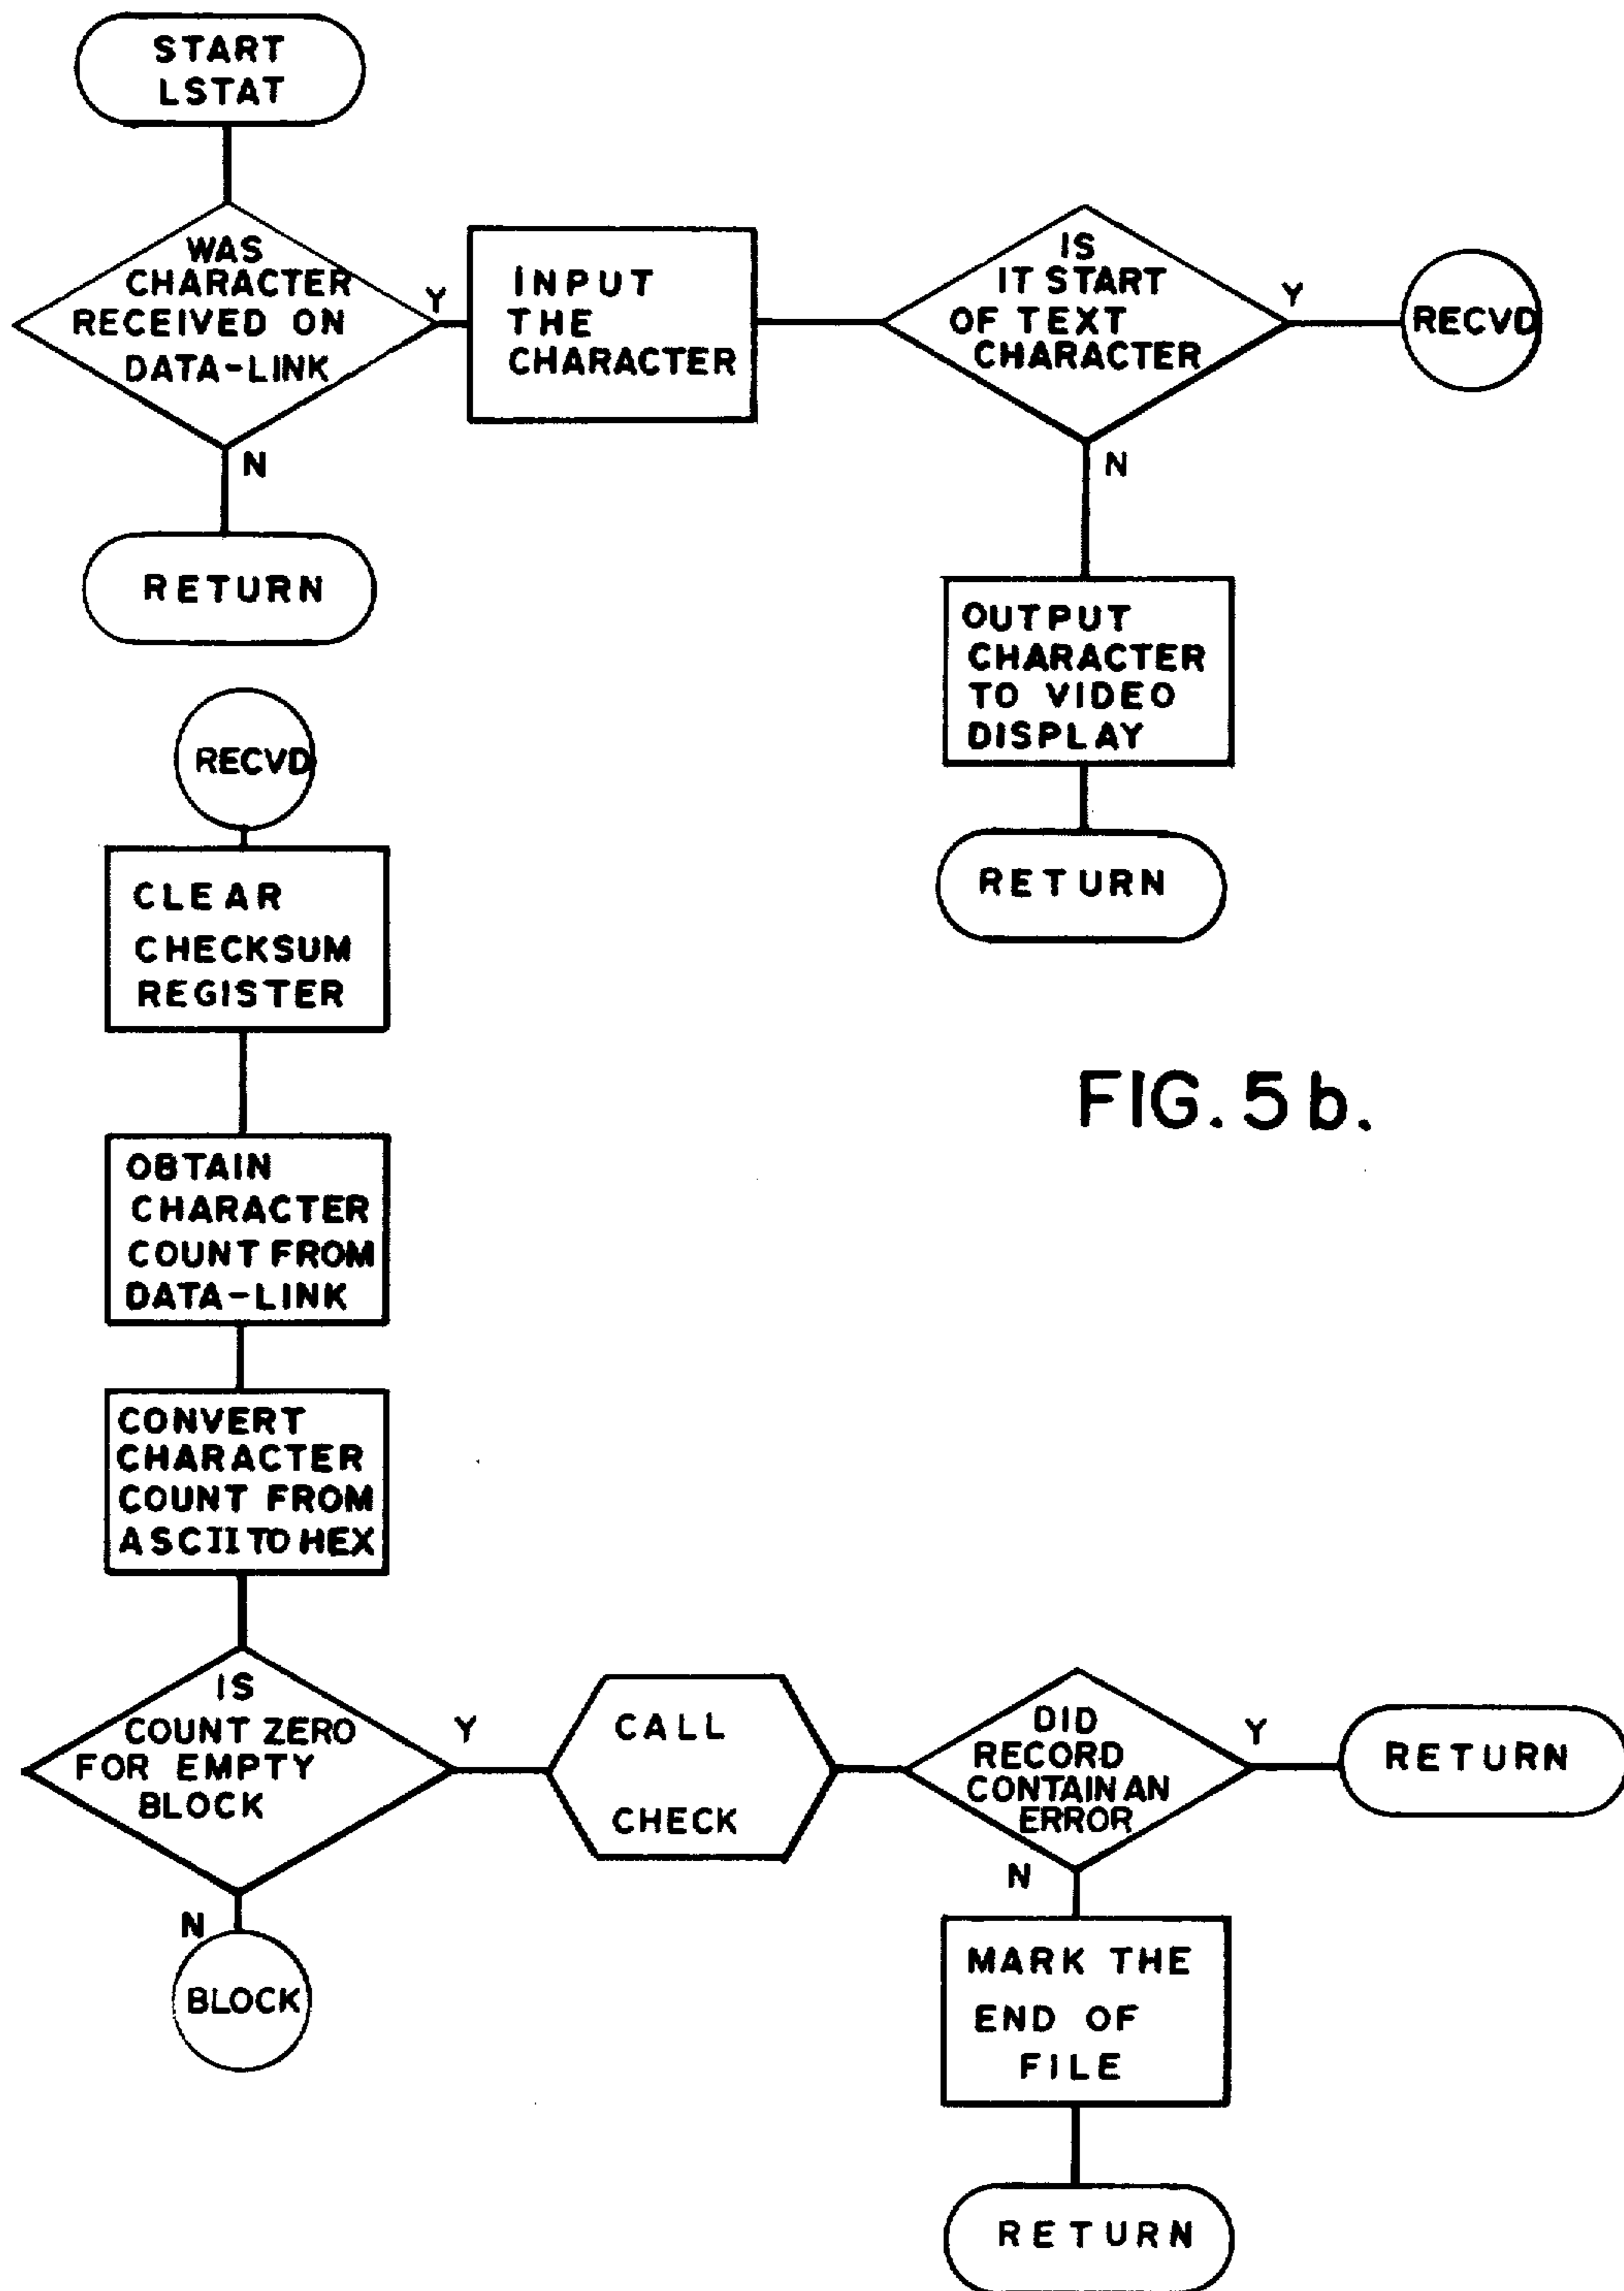 START
LSTAT
WAS
CHARACTER
RECEIVED ON
DATA-LINK
Y
INPUT
THE
CHARACTER
IS
IT START
OF TEXT
CHARACTER
Y
RECVD
N
RETURN
N
OUTPUT
CHARACTER
TO VIDEO
DISPLAY
RETURN
RECVD
CLEAR
CHECKSUM
REGISTER
OBTAIN
CHARACTER
COUNT FROM
DATA-LINK
CONVERT
CHARACTER
COUNT FROM
ASCII TO HEX
IS
COUNT ZERO
FOR EMPTY
BLOCK
Y
CALL
CHECK
DID
RECORD
CONTAIN AN
ERROR
Y
RETURN
N
BLOCK
N
MARK THE
END OF
FILE
RETURN
FIG. 5b.